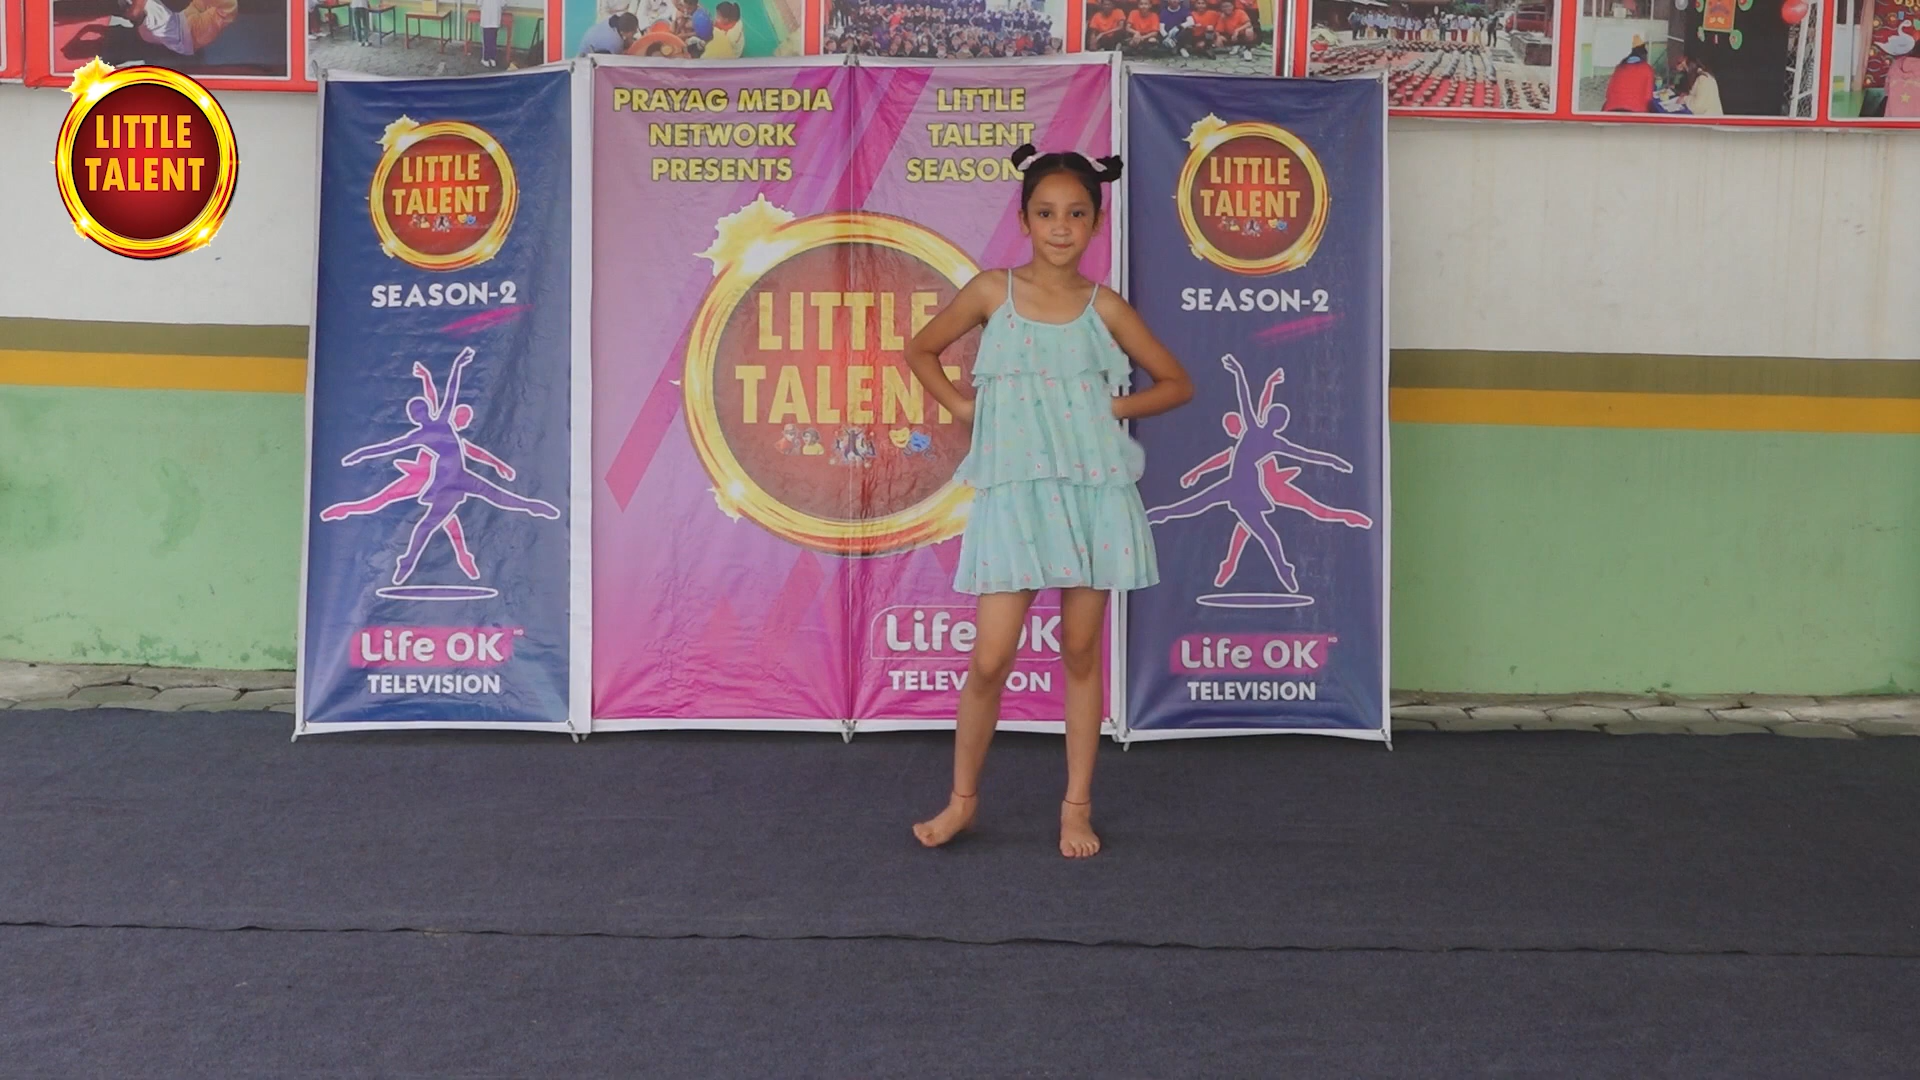 LITTLE
TALENT
LITTLE
TALENT
SEASON-2
Life OK
TELEVISION
PRAYAG MEDIA
NETWORK
PRESENTS
LITTLE
TALENT
SEASON
LITTLE
TALENT
Life OK
TELEVISION
LITTLE
TALENT
SEASON-2
Life OK HD
TELEVISION